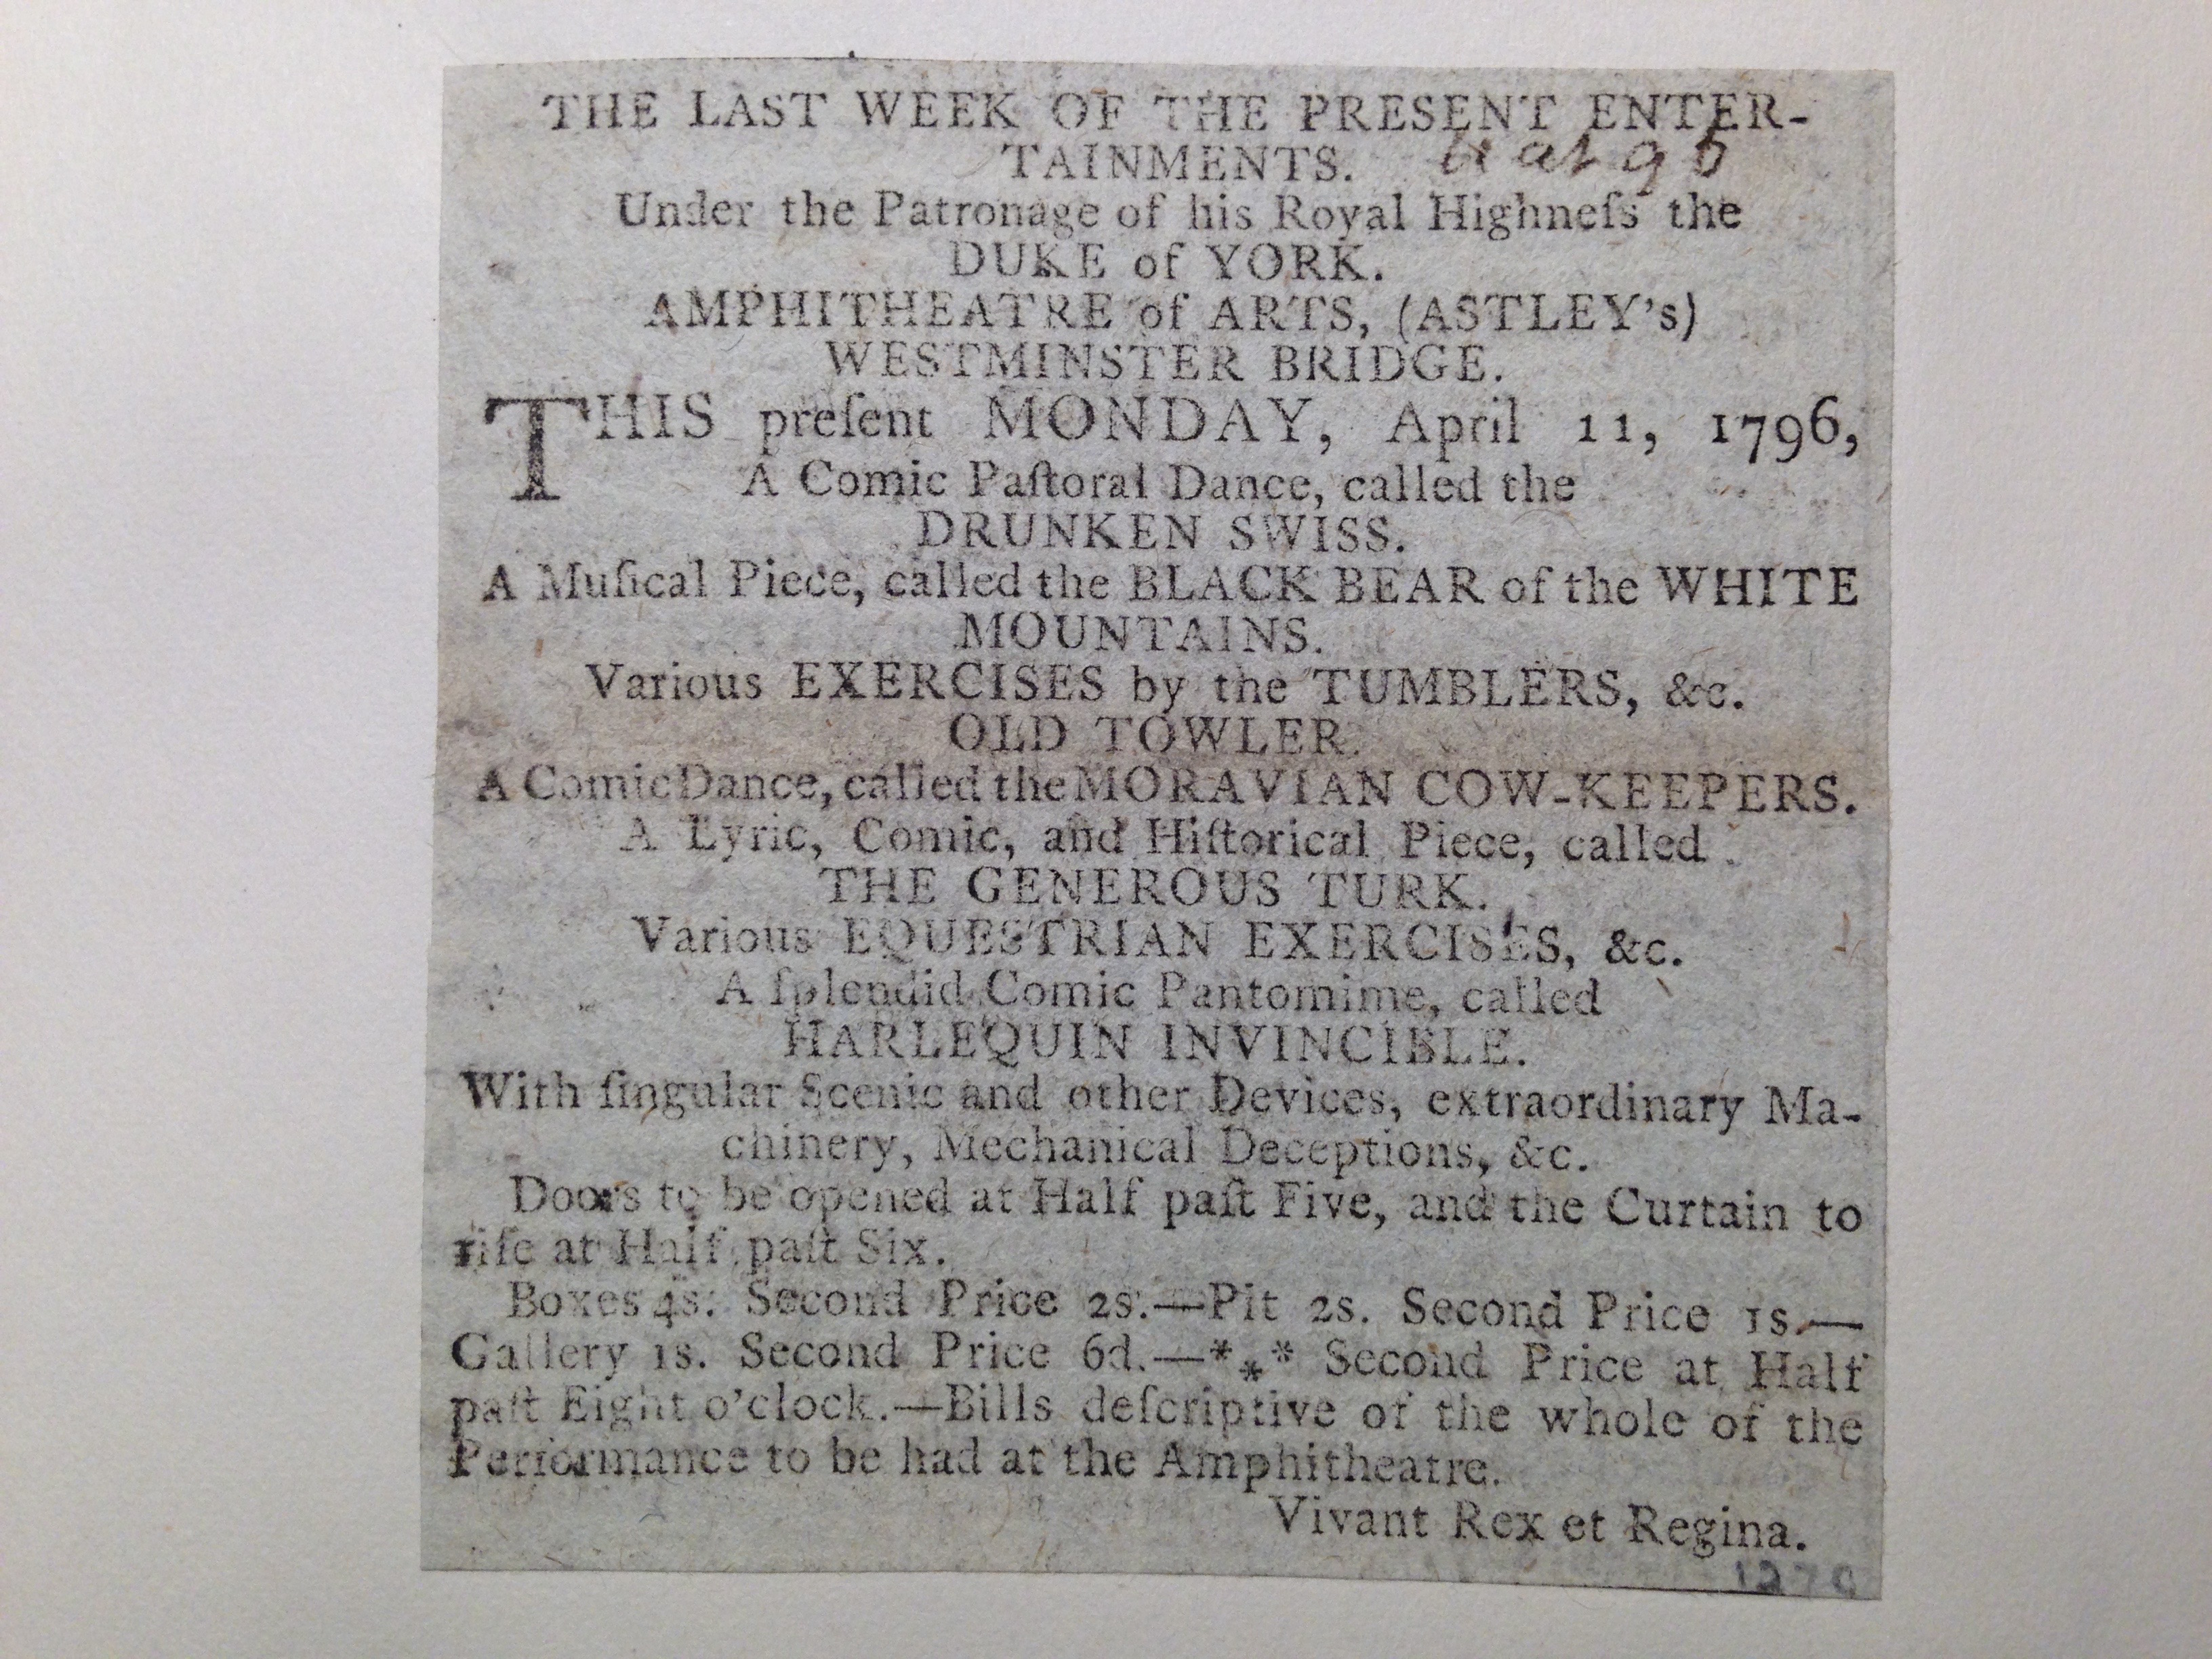 THE LAST WEEK OF THE PRESENT ENTER-
TAINMENTS.
Under the Patronage of his Royal Highneſs the
DUKE of YORK.
AMPHITHEATRE of ARTS, (ASTLEY's)
WESTMINSTER BRIDGE.
THIS preſent MONDAY, April 11, 1796,
A Comic Paſtoral Dance, called the
DRUNKEN SWISS.
A Muſical Piece, called the BLACK BEAR of the WHITE
MOUNTAINS.
Various EXERCISES by the TUMBLERS, &c.
OLD TOWLER.
A Comic Dance, called the MORAVIAN COW-KEEPERS.
A Lyric, Comic, and Hiſtorical Piece, called
THE GENEROUS TURK.
Various EQUESTRIAN EXERCISES, &c.
A ſplendid Comic Pantomime, called
HARLEQUIN INVINCIBLE.
With ſingular Scenic and other Devices, extraordinary Ma-
chinery, Mechanical Deceptions, &c.
Doors to be opened at Half paſt Five, and the Curtain to
riſe at Half paſt Six.
Boxes 4s. Second Price 2s.—Pit 2s. Second Price 1s.—
Gallery 1s. Second Price 6d.—*⁎* Second Price at Half
paſt Eight o'clock.—Bills deſcriptive of the whole of the
Performance to be had at the Amphitheatre.
Vivant Rex et Regina.